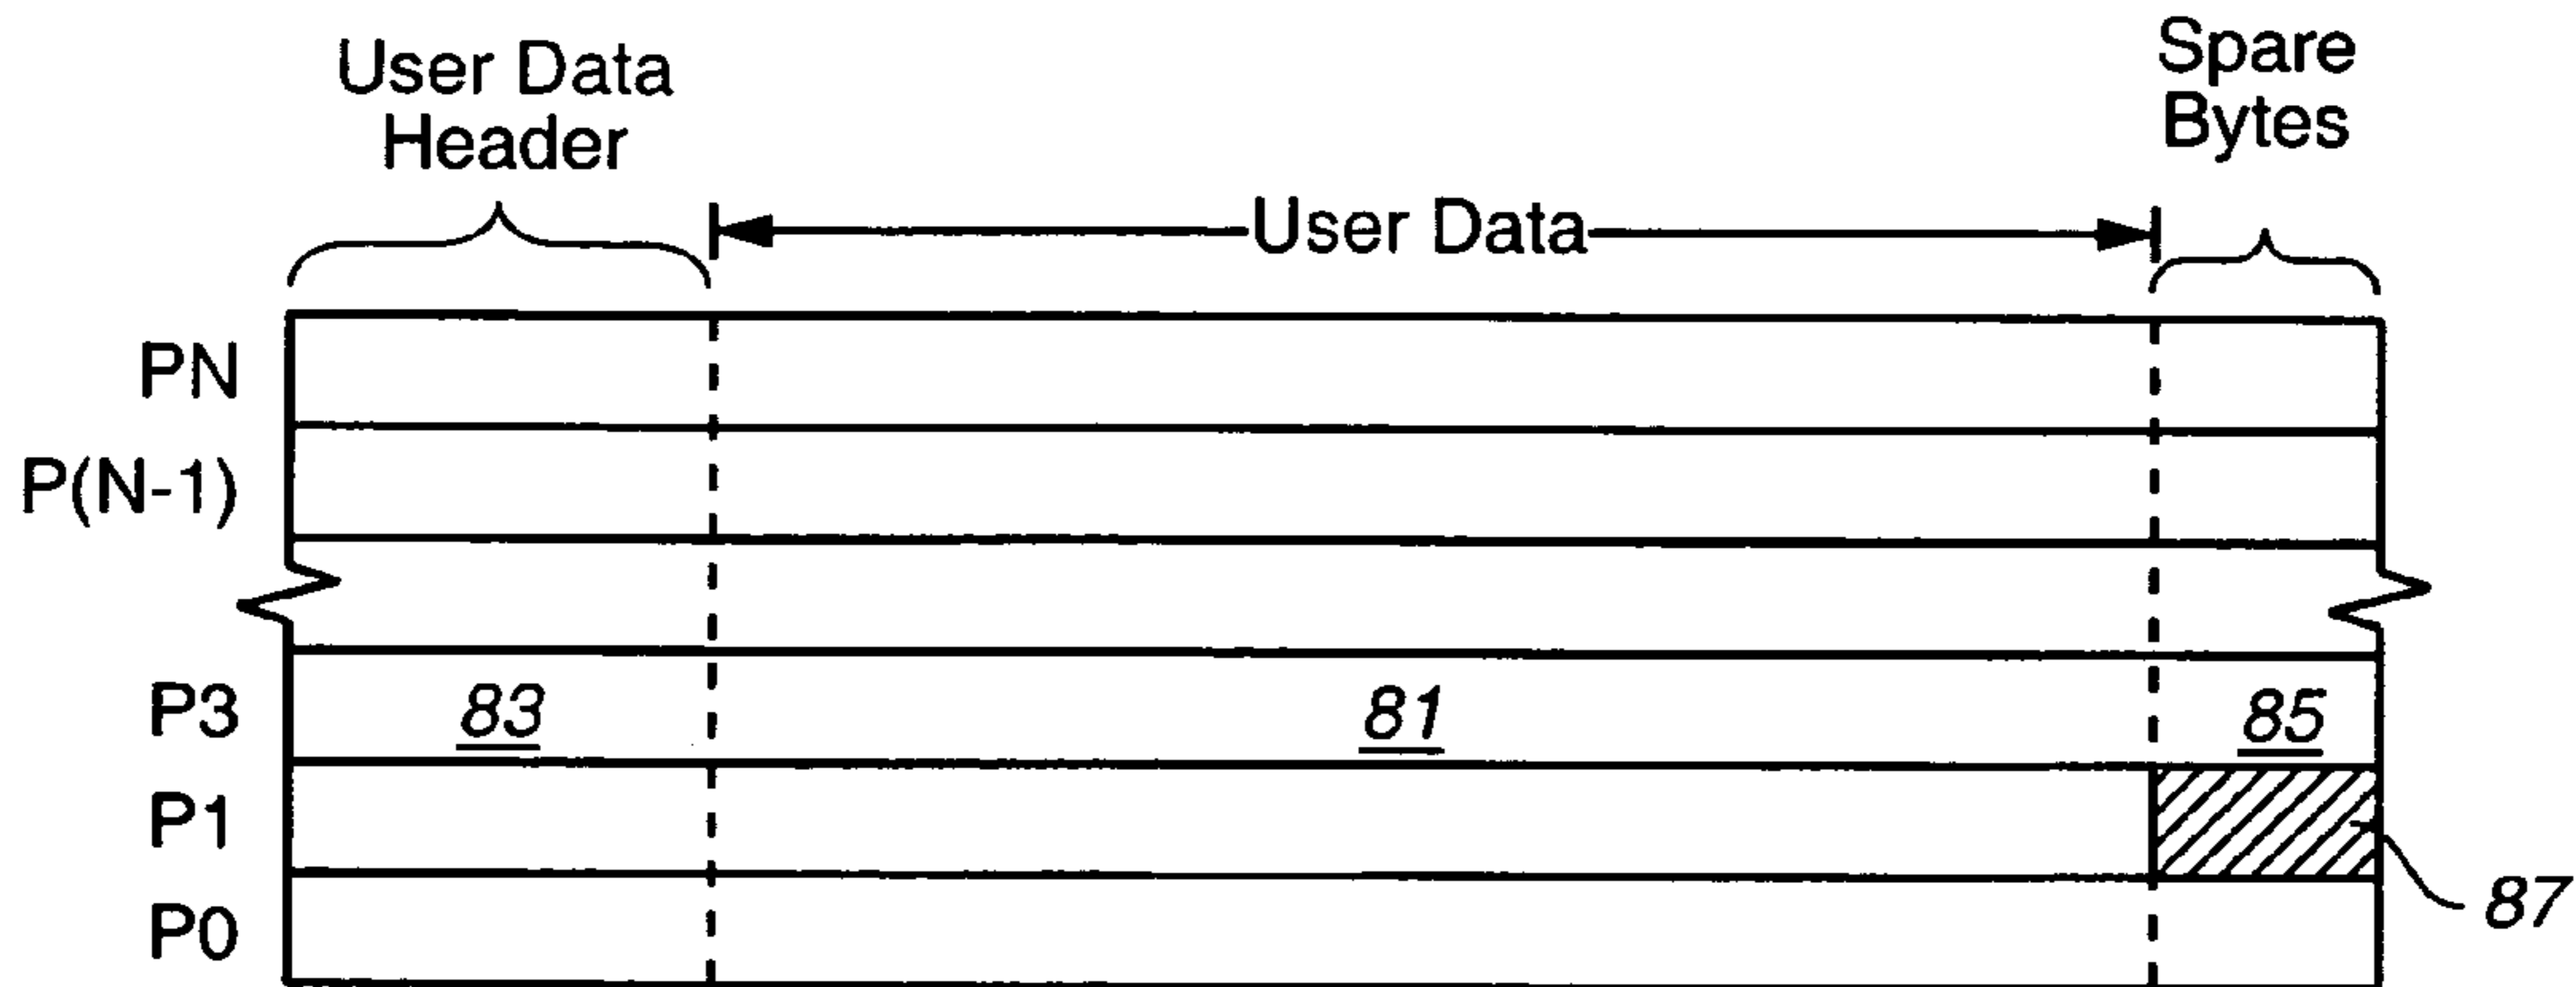 User Data
Header
Spare
Bytes
User Data
PN
P(N-1)
P3 83 81 85
P1
87
P0